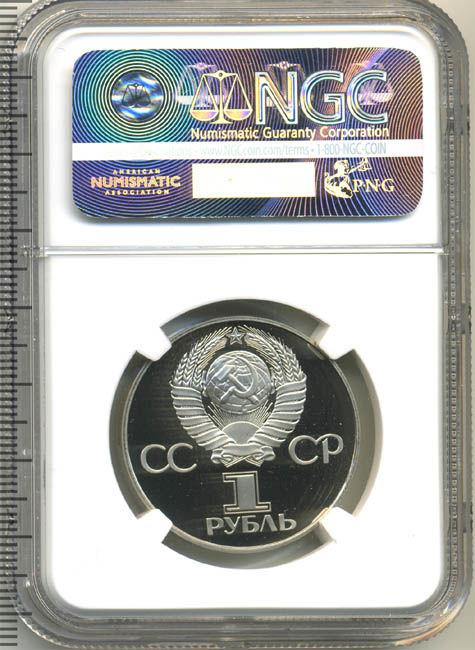 NGC
Numismatic Guaranty Corporation
www.NGCcoin.com/terms • 1-800-NGC-COIN
AMERICAN
NUMISMATIC
ASSOCIATION
PNG
СС СР
1
РУБЛЬ